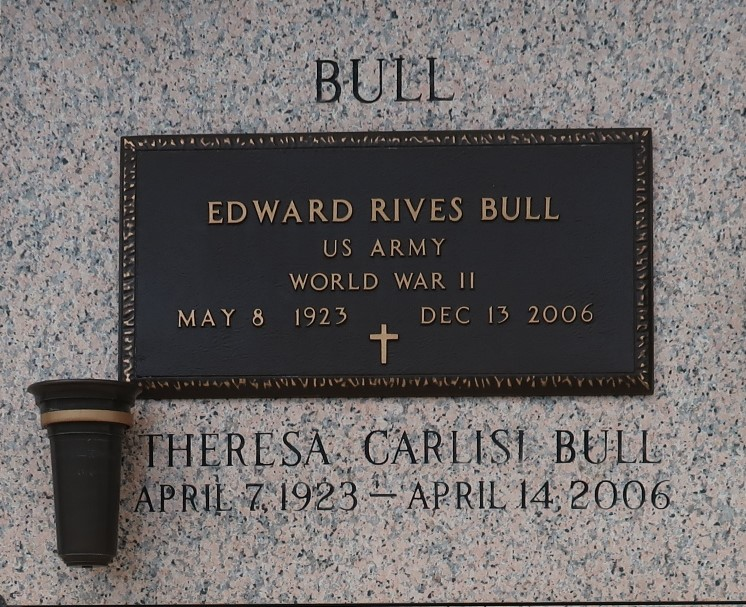 BULL
EDWARD RIVES BULL
US ARMY
WORLD WAR II
MAY 8 1923 DEC 13 2006
THERESA CARLISI BULL
APRIL 7, 1923 – APRIL 14, 2006